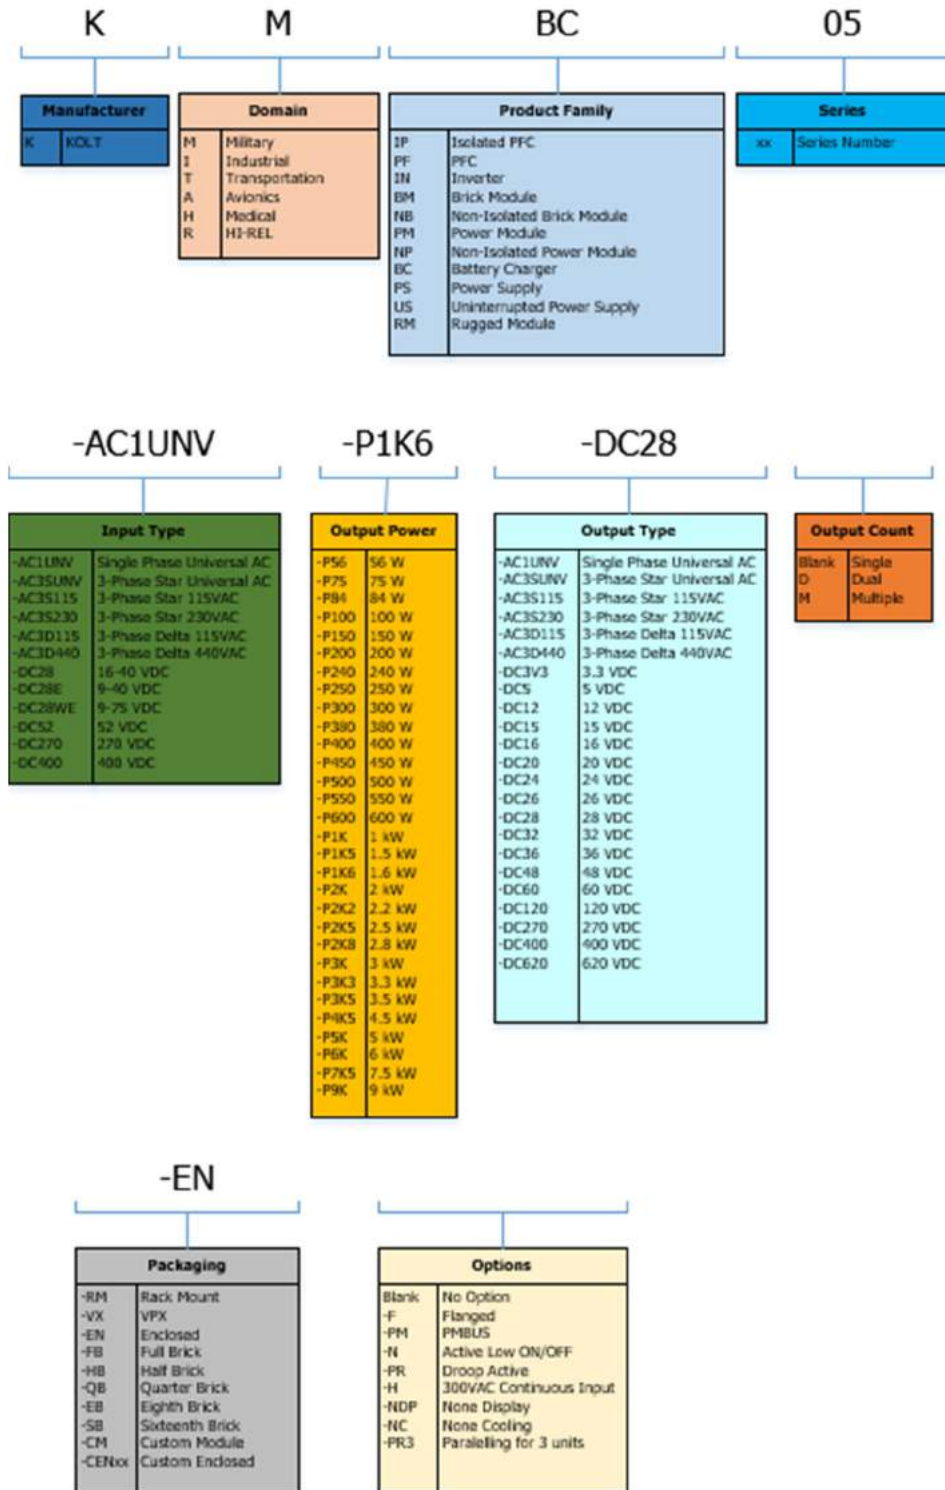 K M BC 05
Manufacturer
K KOLT
Domain
M Military
I Industrial
T Transportation
A Avionics
H Medical
R HI-REL
Product Family
IP Isolated PFC
PF PFC
IN Inverter
BM Brick Module
NB Non-Isolated Brick Module
PM Power Module
NP Non-Isolated Power Module
BC Battery Charger
PS Power Supply
US Uninterrupted Power Supply
RM Rugged Module
Series
xx Series Number
-AC1UNV -P1K6 -DC28
Input Type
-AC1UNV Single Phase Universal AC
-AC3SUNV 3-Phase Star Universal AC
-AC3S115 3-Phase Star 115VAC
-AC3S230 3-Phase Star 230VAC
-AC3D115 3-Phase Delta 115VAC
-AC3D440 3-Phase Delta 440VAC
-DC28 16-40 VDC
-DC28E 9-40 VDC
-DC28WE 9-75 VDC
-DC52 52 VDC
-DC270 270 VDC
-DC400 400 VDC
Output Power
-P56 56 W
-P75 75 W
-P84 84 W
-P100 100 W
-P150 150 W
-P200 200 W
-P240 240 W
-P250 250 W
-P300 300 W
-P380 380 W
-P400 400 W
-P450 450 W
-P500 500 W
-P550 550 W
-P600 600 W
-P1K 1 kW
-P1K5 1.5 kW
-P1K6 1.6 kW
-P2K 2 kW
-P2K2 2.2 kW
-P2K5 2.5 kW
-P2K8 2.8 kW
-P3K 3 kW
-P3K3 3.3 kW
-P3K5 3.5 kW
-P4K5 4.5 kW
-P5K 5 kW
-P6K 6 kW
-P7K5 7.5 kW
-P9K 9 kW
Output Type
-AC1UNV Single Phase Universal AC
-AC3SUNV 3-Phase Star Universal AC
-AC3S115 3-Phase Star 115VAC
-AC3S230 3-Phase Star 230VAC
-AC3D115 3-Phase Delta 115VAC
-AC3D440 3-Phase Delta 440VAC
-DC3V3 3.3 VDC
-DC5 5 VDC
-DC12 12 VDC
-DC15 15 VDC
-DC16 16 VDC
-DC20 20 VDC
-DC24 24 VDC
-DC26 26 VDC
-DC28 28 VDC
-DC32 32 VDC
-DC36 36 VDC
-DC48 48 VDC
-DC60 60 VDC
-DC120 120 VDC
-DC270 270 VDC
-DC400 400 VDC
-DC620 620 VDC
Output Count
Blank Single
D Dual
M Multiple
-EN
Packaging
-RM Rack Mount
-VX VPX
-EN Enclosed
-FB Full Brick
-HB Half Brick
-QB Quarter Brick
-EB Eighth Brick
-SB Sixteenth Brick
-CM Custom Module
-CENxx Custom Enclosed
Options
Blank No Option
-F Flanged
-PM PMBUS
-N Active Low ON/OFF
-PR Droop Active
-H 300VAC Continuous Input
-NDP None Display
-NC None Cooling
-PR3 Paralelling for 3 units